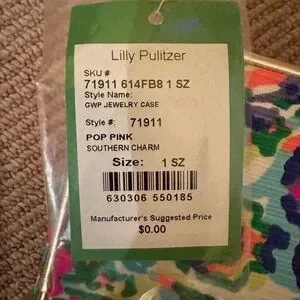 Lilly Pulitzer
SKU #
71911 614FB8 1 SZ
Style Name:
GWP JEWELRY CASE
Style #: 71911
POP PINK
SOUTHERN CHARM
Size: 1 SZ
630306 550185
Manufacturer's Suggested Price
$0.00